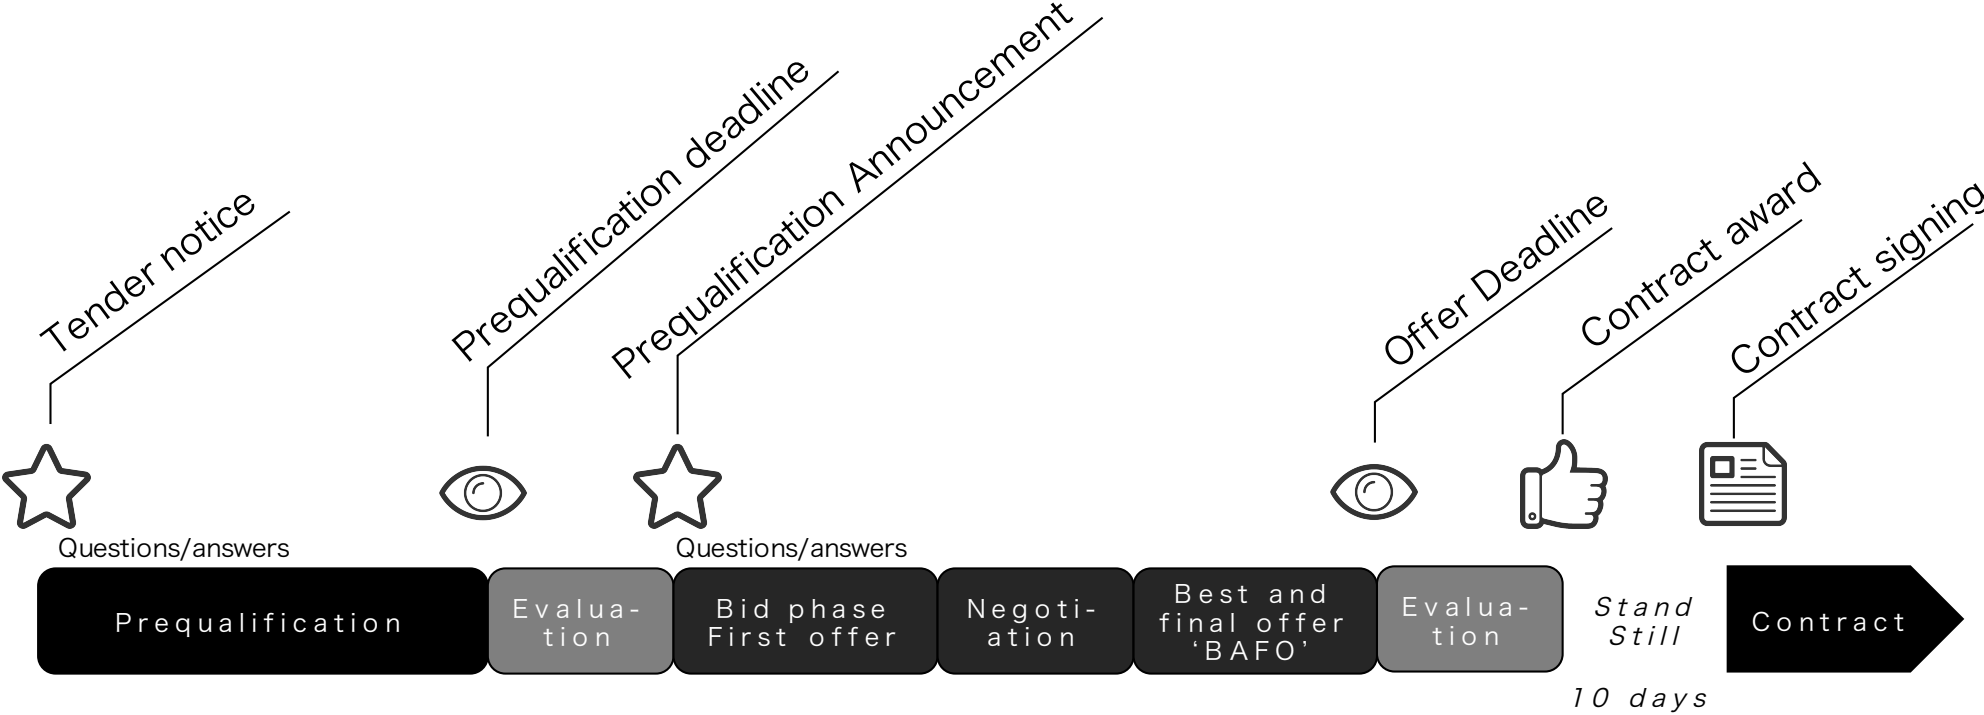 Tender notice
Prequalification deadline
Prequalification Announcement
Offer Deadline
Contract award
Contract signing
Questions/answers
Questions/answers
Prequalification
Evalua-
tion
Bid phase
First offer
Negoti-
ation
Best and
final offer
‘BAFO’
Evalua-
tion
Stand
Still
10 days
Contract